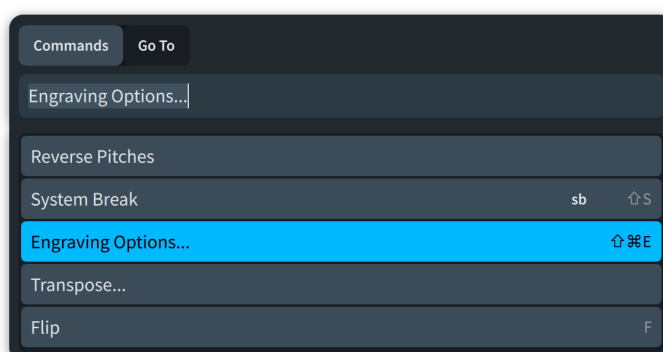 Commands Go To
Engraving Options...
Reverse Pitches
System Break sb ⇧S
Engraving Options... ⇧⌘E
Transpose...
Flip F